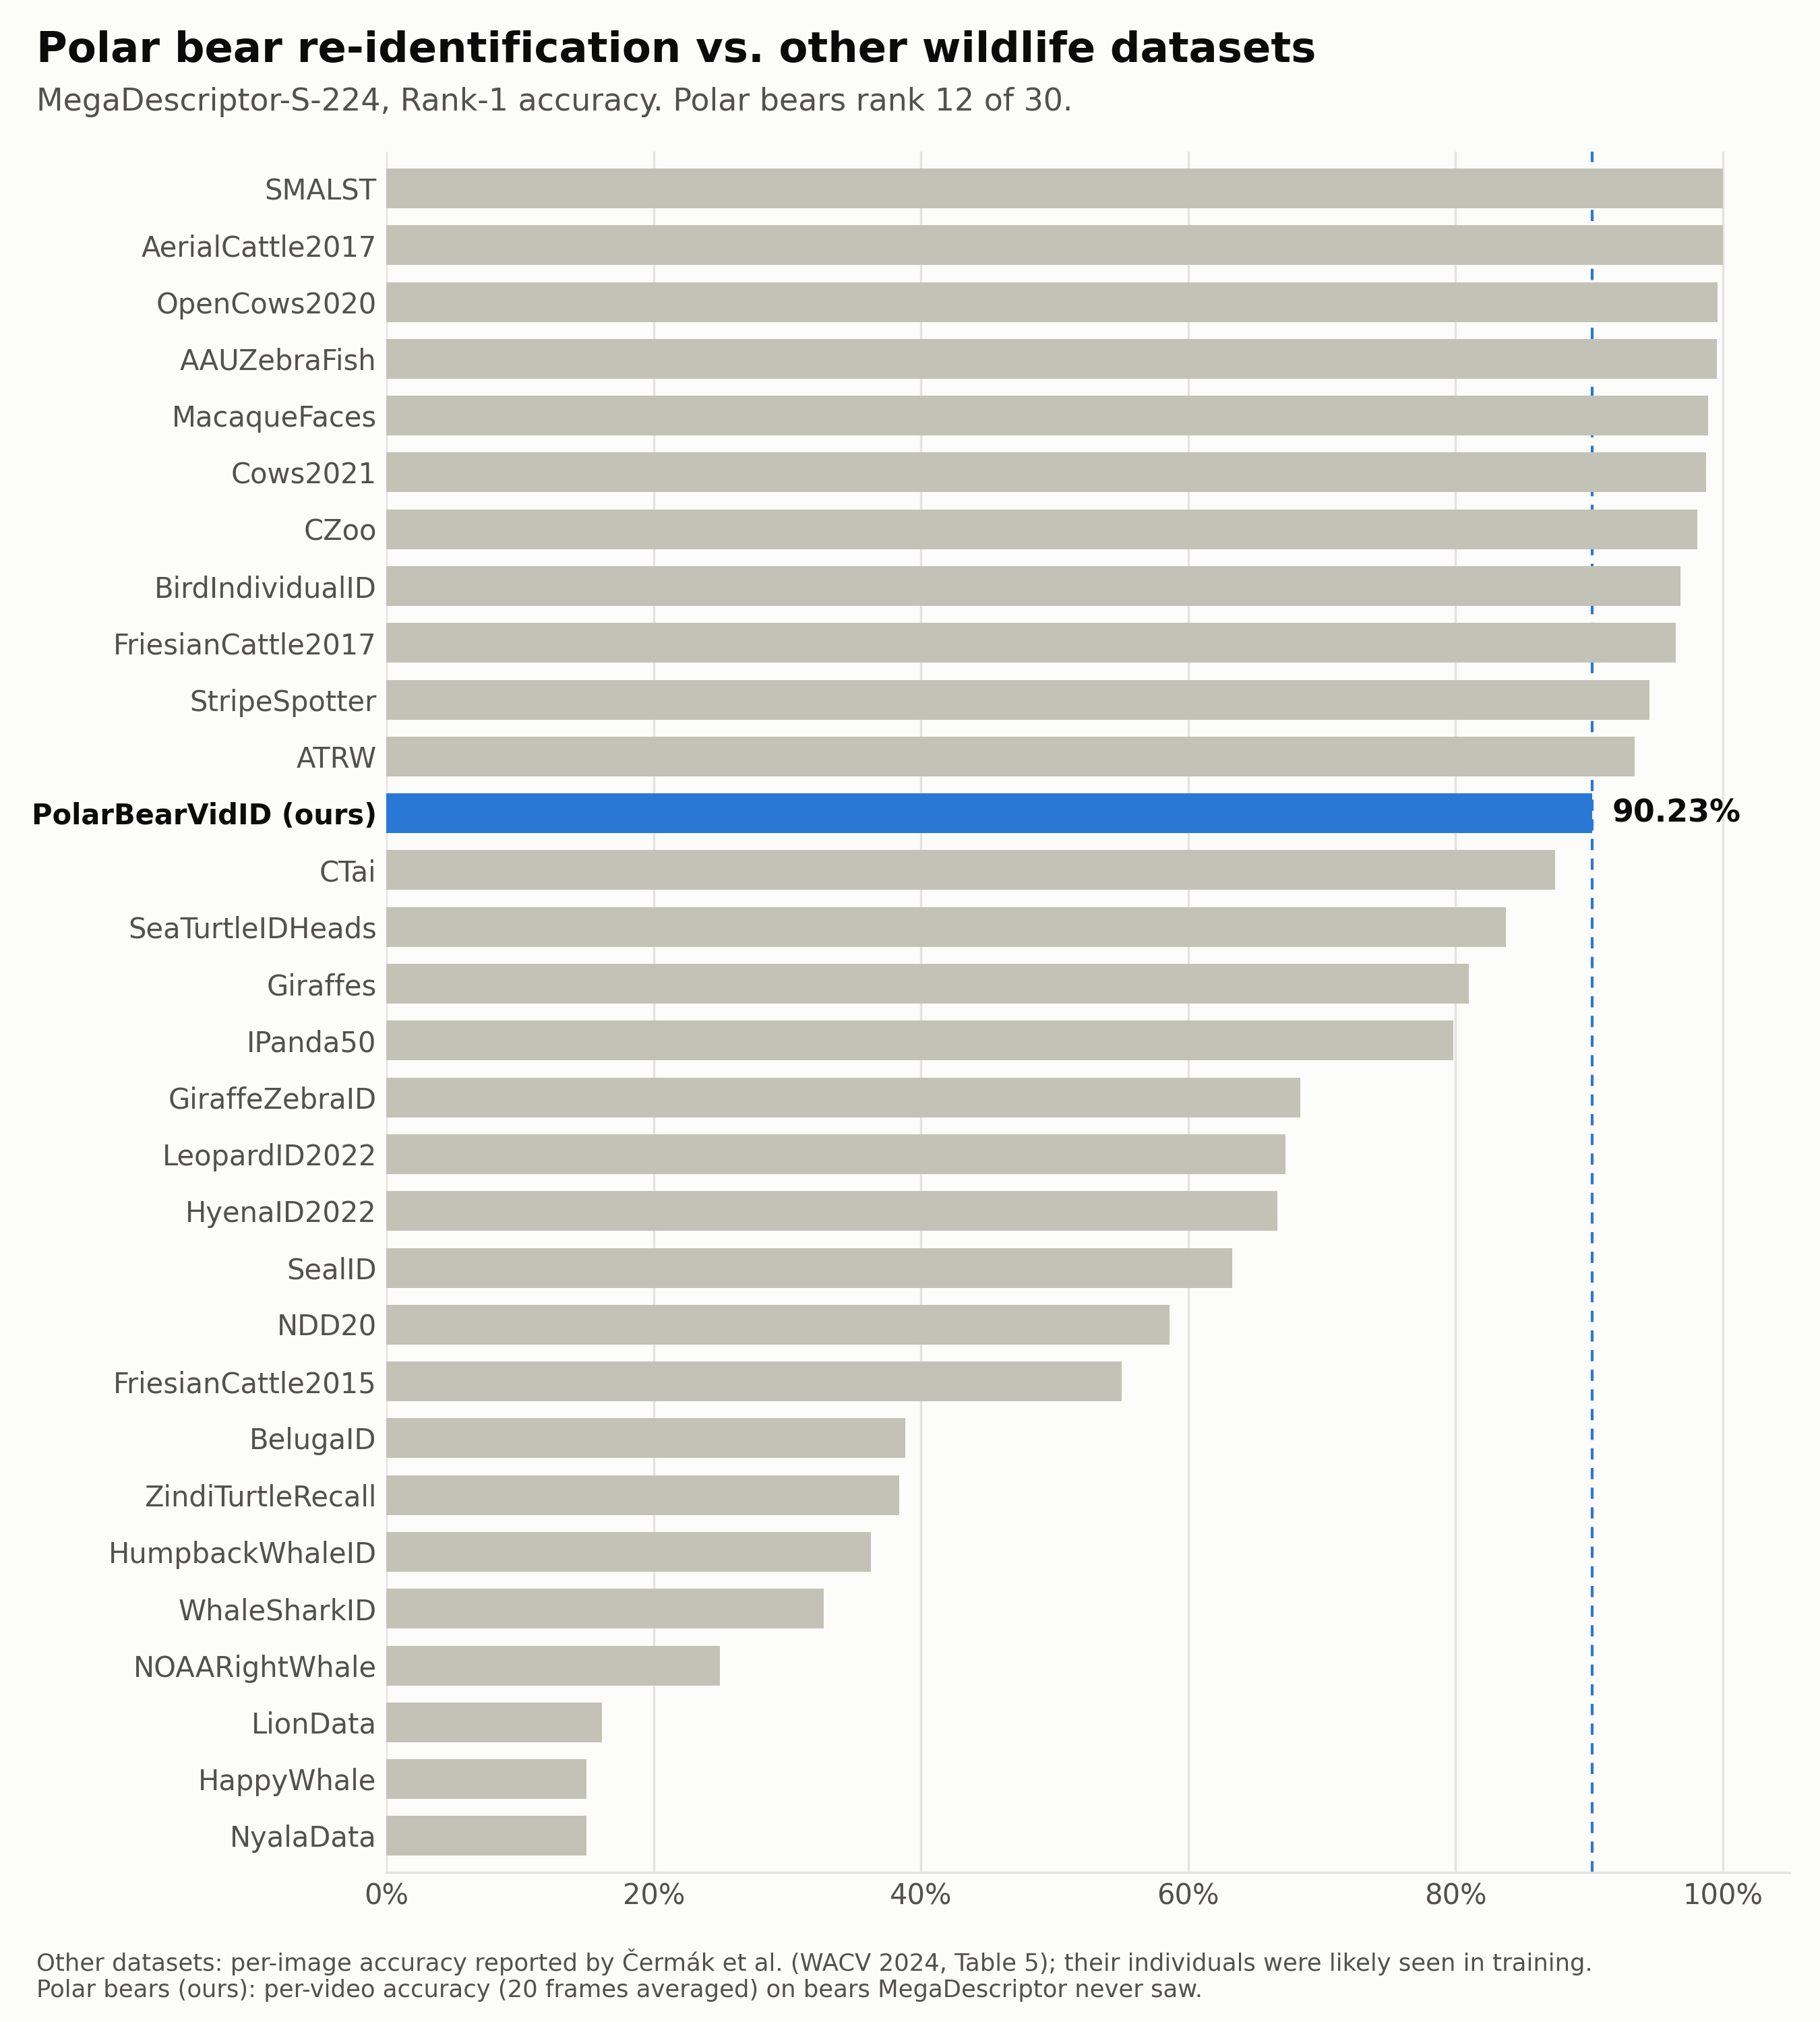 Polar bear re-identification vs. other wildlife datasets
MegaDescriptor-S-224, Rank-1 accuracy. Polar bears rank 12 of 30.
SMALST
AerialCattle2017
OpenCows2020
AAUZebraFish
MacaqueFaces
Cows2021
CZoo
BirdIndividualID
FriesianCattle2017
StripeSpotter
ATRW
PolarBearVidID (ours) 90.23%
CTai
SeaTurtleIDHeads
Giraffes
IPanda50
GiraffeZebraID
LeopardID2022
HyenaID2022
SealID
NDD20
FriesianCattle2015
BelugaID
ZindiTurtleRecall
HumpbackWhaleID
WhaleSharkID
NOAARightWhale
LionData
HappyWhale
NyalaData
0% 20% 40% 60% 80% 100%
Other datasets: per-image accuracy reported by Čermák et al. (WACV 2024, Table 5); their individuals were likely seen in training.
Polar bears (ours): per-video accuracy (20 frames averaged) on bears MegaDescriptor never saw.